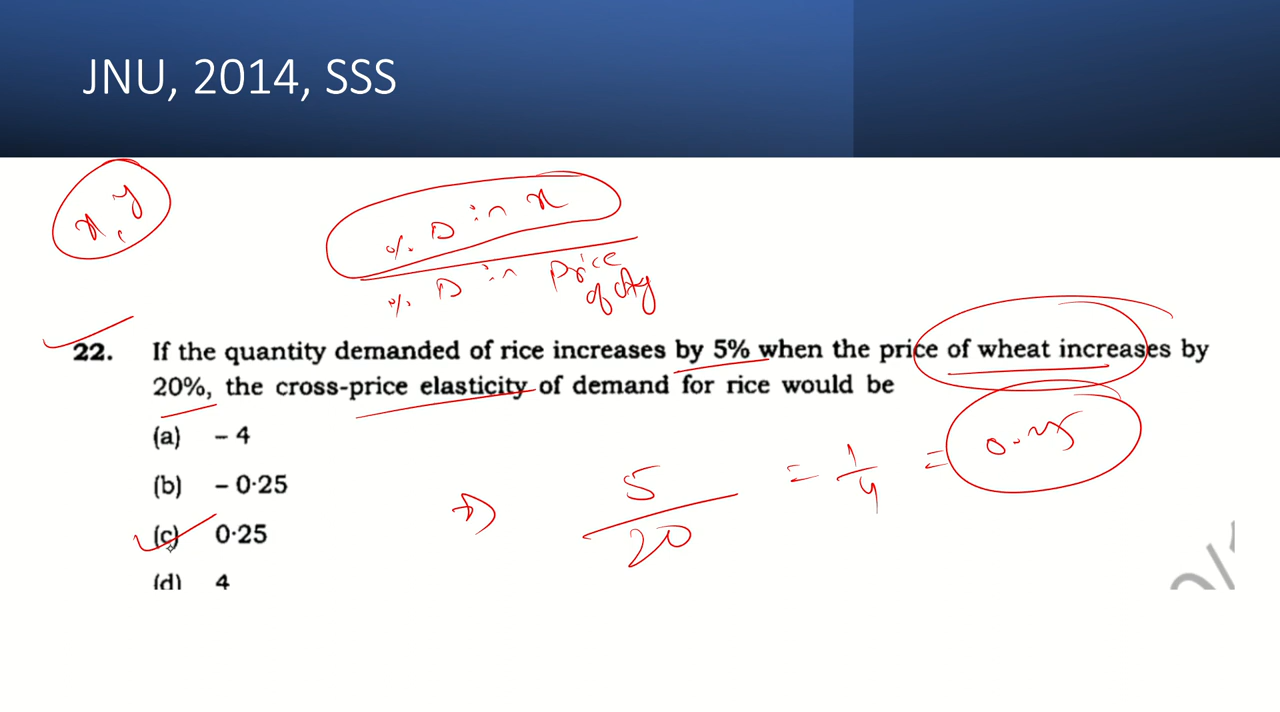 JNU, 2014, SSS
x, y
% D in x
% D in price
of
22. If the quantity demanded of rice increases by 5% when the price of wheat increases by
20%, the cross-price elasticity of demand for rice would be
(a) - 4
(b) - 0·25
(c) 0·25
(d) 4
5
20
= 1
4
= 0.25